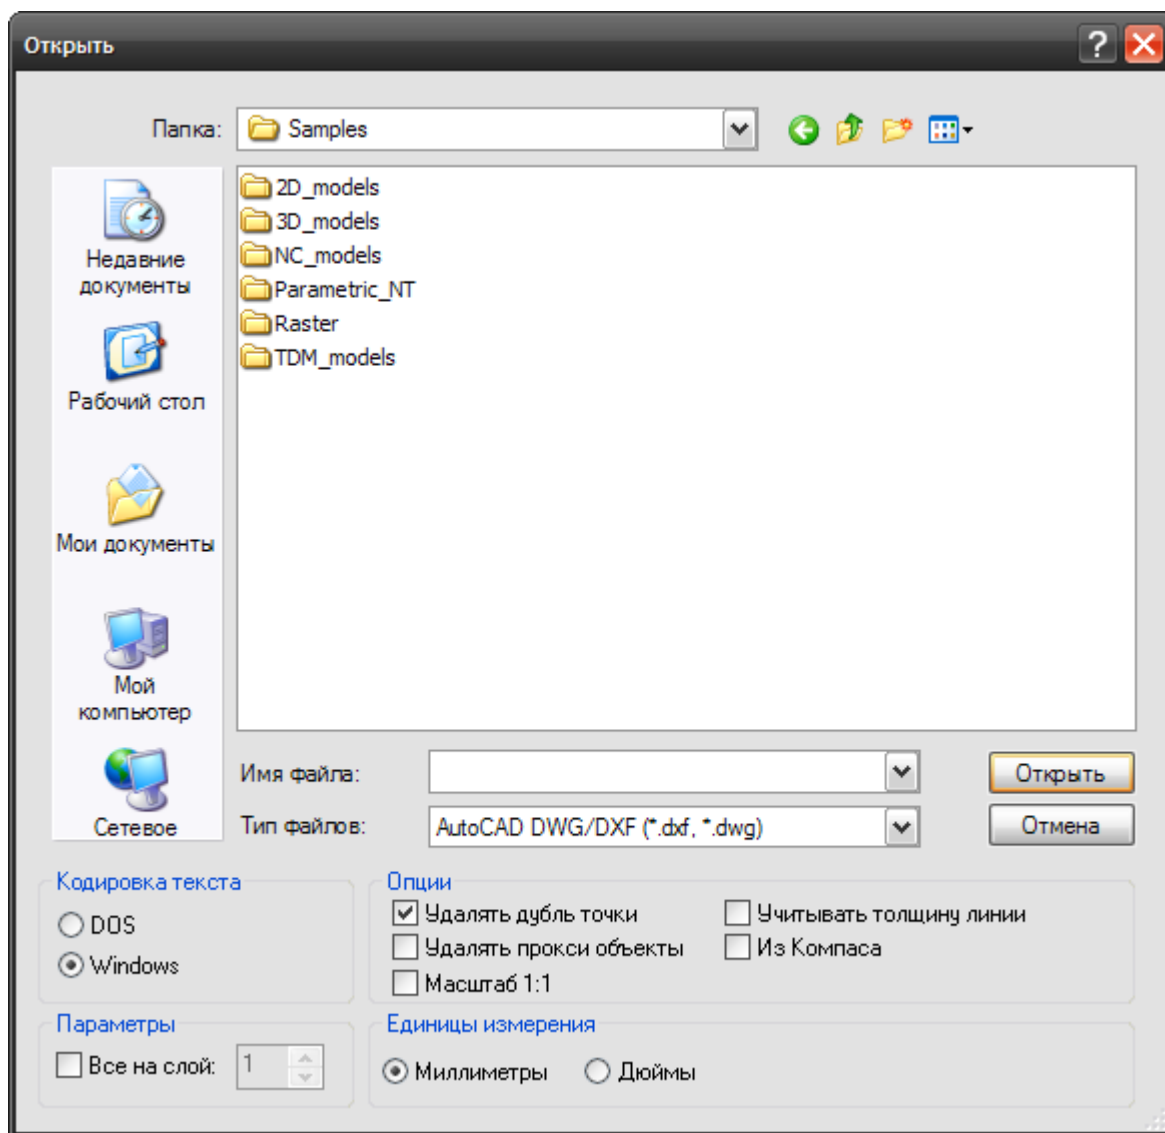 Открыть
Папка: Samples
Недавние
документы
Рабочий стол
Мои документы
Мой
компьютер
Сетевое
2D_models
3D_models
NC_models
Parametric_NT
Raster
TDM_models
Имя файла:
Открыть
Тип файлов: AutoCAD DWG/DXF (*.dxf, *.dwg)
Отмена
Кодировка текста
DOS
Windows
Опции
Удалять дубль точки
Учитывать толщину линии
Удалять прокси объекты
Из Компаса
Масштаб 1:1
Параметры
Все на слой: 1
Единицы измерения
Миллиметры
Дюймы